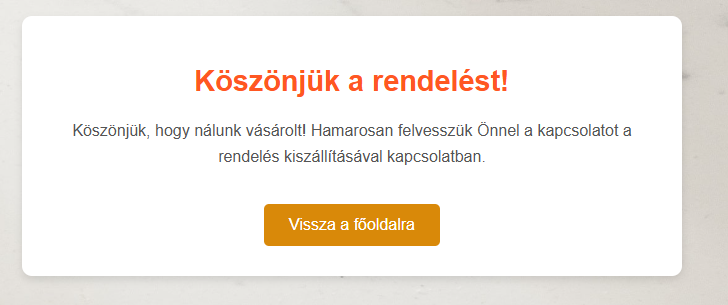 Köszönjük a rendelést!
Köszönjük, hogy nálunk vásárolt! Hamarosan felvesszük Önnel a kapcsolatot a
rendelés kiszállításával kapcsolatban.
Vissza a főoldalra